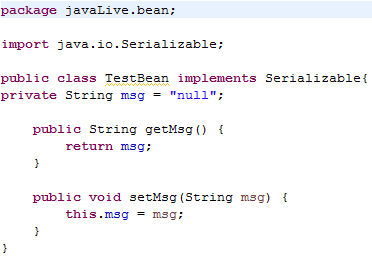 package javaLive.bean;
import java.io.Serializable;
public class TestBean implements Serializable{
private String msg = "null";
public String getMsg() {
return msg;
}
public void setMsg(String msg) {
this.msg = msg;
}
}